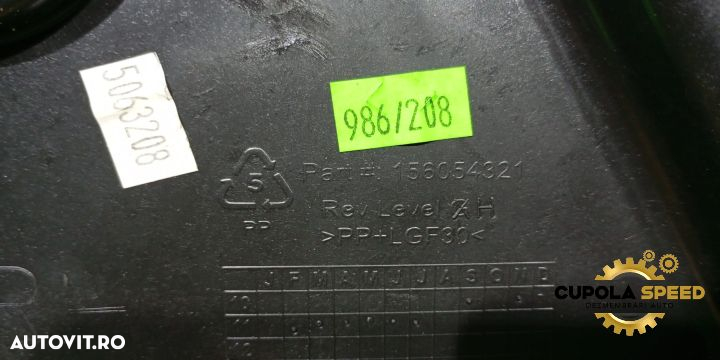 5063208
986/208
Part #: 156054321
5
PP
Rev Level H
>PP+LGF30<
J F M A M J J A S O N D
10
11
12
CUPOLA SPEED
DEZMEMBRARI AUTO
AUTOVIT.RO